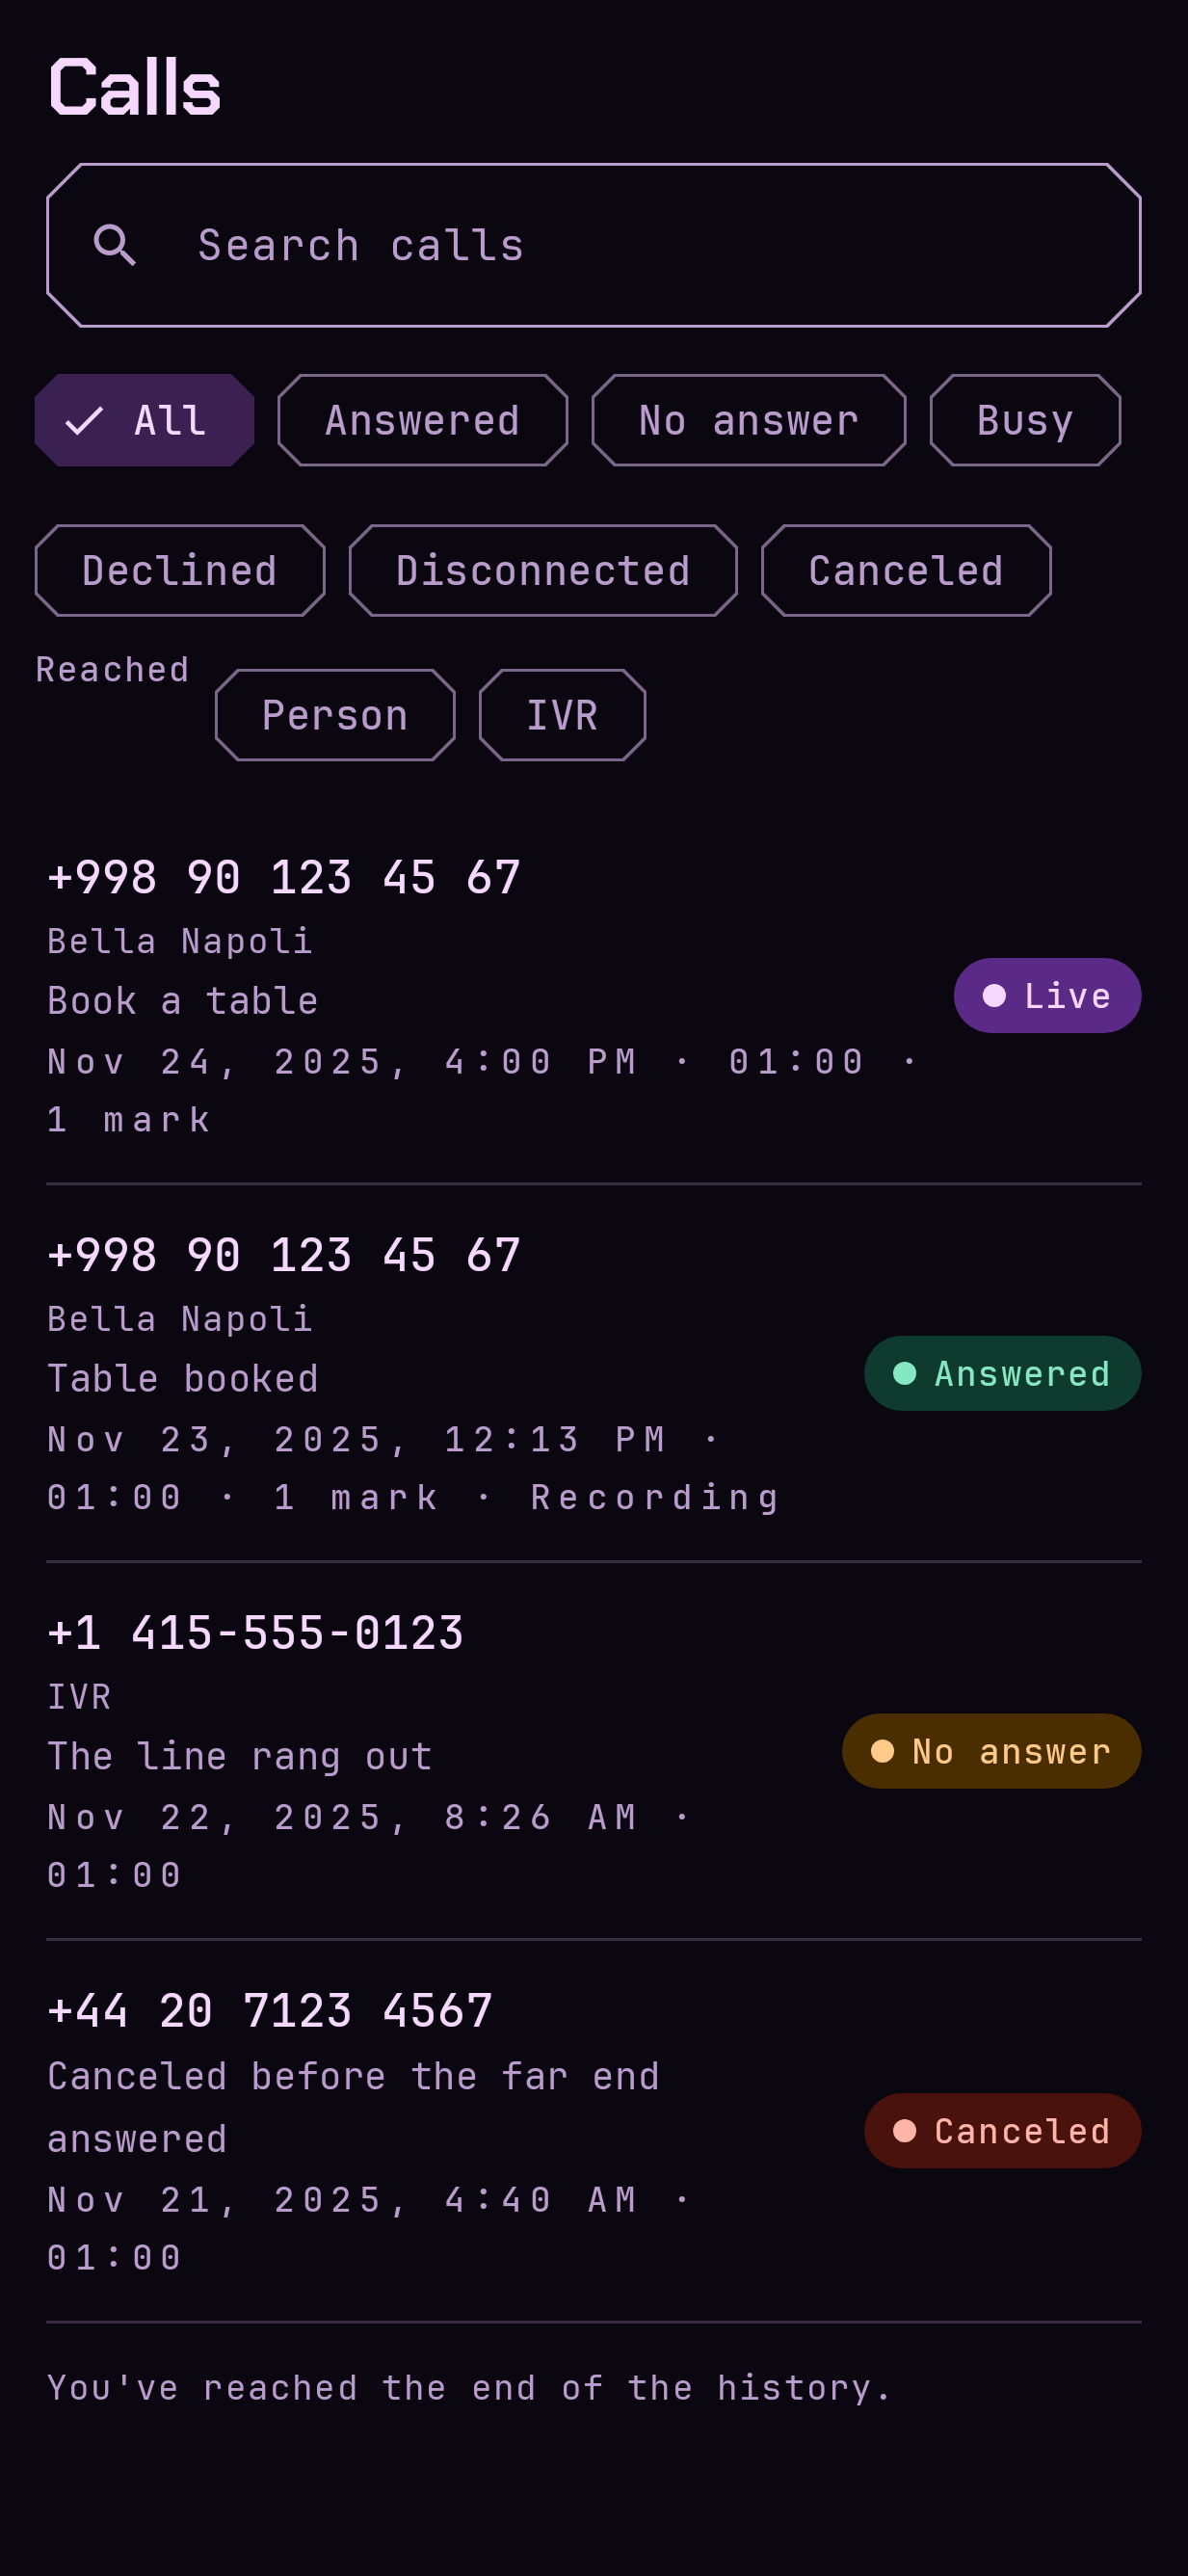 Calls
Search calls
All Answered No answer Busy
Declined Disconnected Canceled
Reached Person IVR
+998 90 123 45 67
Bella Napoli
Book a table
Live
Nov 24, 2025, 4:00 PM · 01:00 ·
1 mark
+998 90 123 45 67
Bella Napoli
Table booked
Answered
Nov 23, 2025, 12:13 PM ·
01:00 · 1 mark · Recording
+1 415-555-0123
IVR
The line rang out
No answer
Nov 22, 2025, 8:26 AM ·
01:00
+44 20 7123 4567
Canceled before the far end
answered
Canceled
Nov 21, 2025, 4:40 AM ·
01:00
You've reached the end of the history.